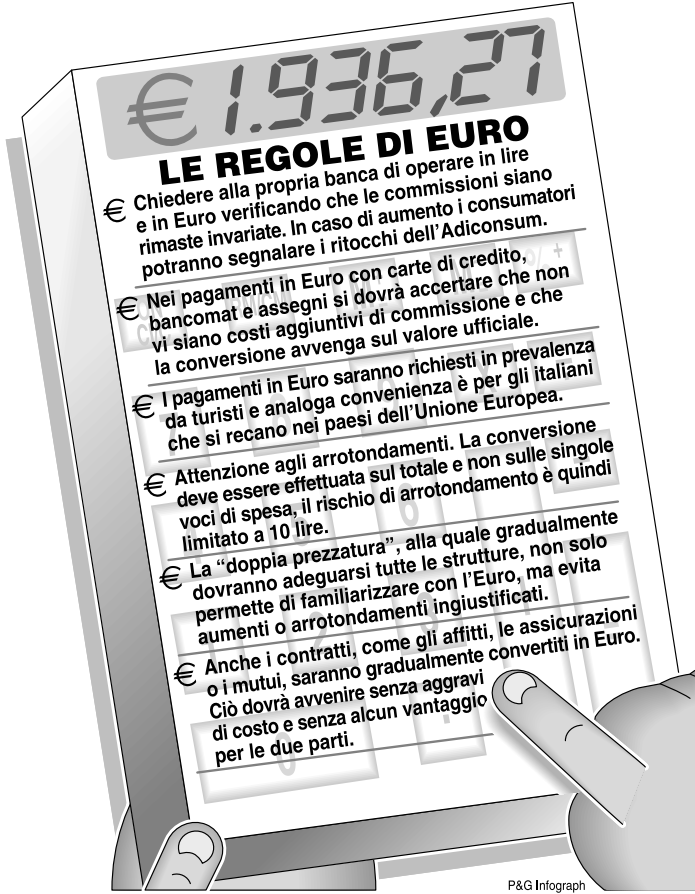 € 1.936,27
LE REGOLE DI EURO
€ Chiedere alla propria banca di operare in lire
e in Euro verificando che le commissioni siano
rimaste invariate. In caso di aumento i consumatori
potranno segnalare i ritocchi dell'Adiconsum.
€ Nei pagamenti in Euro con carte di credito,
bancomat e assegni si dovrà accertare che non
vi siano costi aggiuntivi di commissione e che
la conversione avvenga sul valore ufficiale.
€ I pagamenti in Euro saranno richiesti in prevalenza
da turisti e analoga convenienza è per gli italiani
che si recano nei paesi dell'Unione Europea.
€ Attenzione agli arrotondamenti. La conversione
deve essere effettuata sul totale e non sulle singole
voci di spesa, il rischio di arrotondamento è quindi
limitato a 10 lire.
€ La “doppia prezzatura”, alla quale gradualmente
dovranno adeguarsi tutte le strutture, non solo
permette di familiarizzare con l'Euro, ma evita
aumenti o arrotondamenti ingiustificati.
€ Anche i contratti, come gli affitti, le assicurazioni
o i mutui, saranno gradualmente convertiti in Euro.
Ciò dovrà avvenire senza aggravi
di costo e senza alcun vantaggio
per le due parti.
P&G Infograph